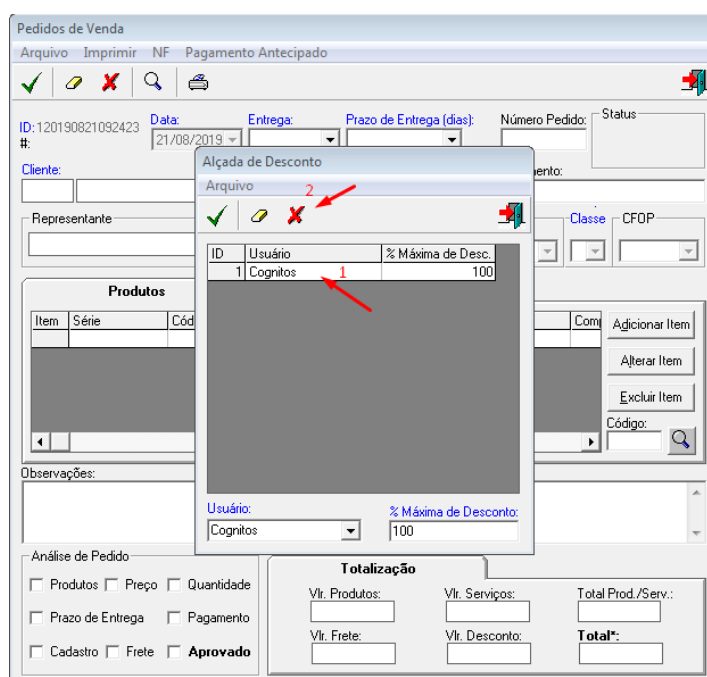 Pedidos de Venda
Arquivo Imprimir NF Pagamento Antecipado
ID:120190821092423
#:
Data:
21/08/2019
Entrega:
Prazo de Entrega (dias):
Número Pedido:
Status
Cliente:
Representante
Classe
CFOP
Alçada de Desconto
Arquivo
2
ID Usuário % Máxima de Desc.
1 Cognitos 100
1
Usuário:
Cognitos
% Máxima de Desconto:
100
Produtos
Item Série
Adicionar Item
Alterar Item
Excluir Item
Código:
Observações:
Análise de Pedido
Produtos Preço Quantidade
Prazo de Entrega Pagamento
Cadastro Frete Aprovado
Totalização
Vlr. Produtos: Vlr. Serviços: Total Prod./Serv.:
Vlr. Frete: Vlr. Desconto: Total*: